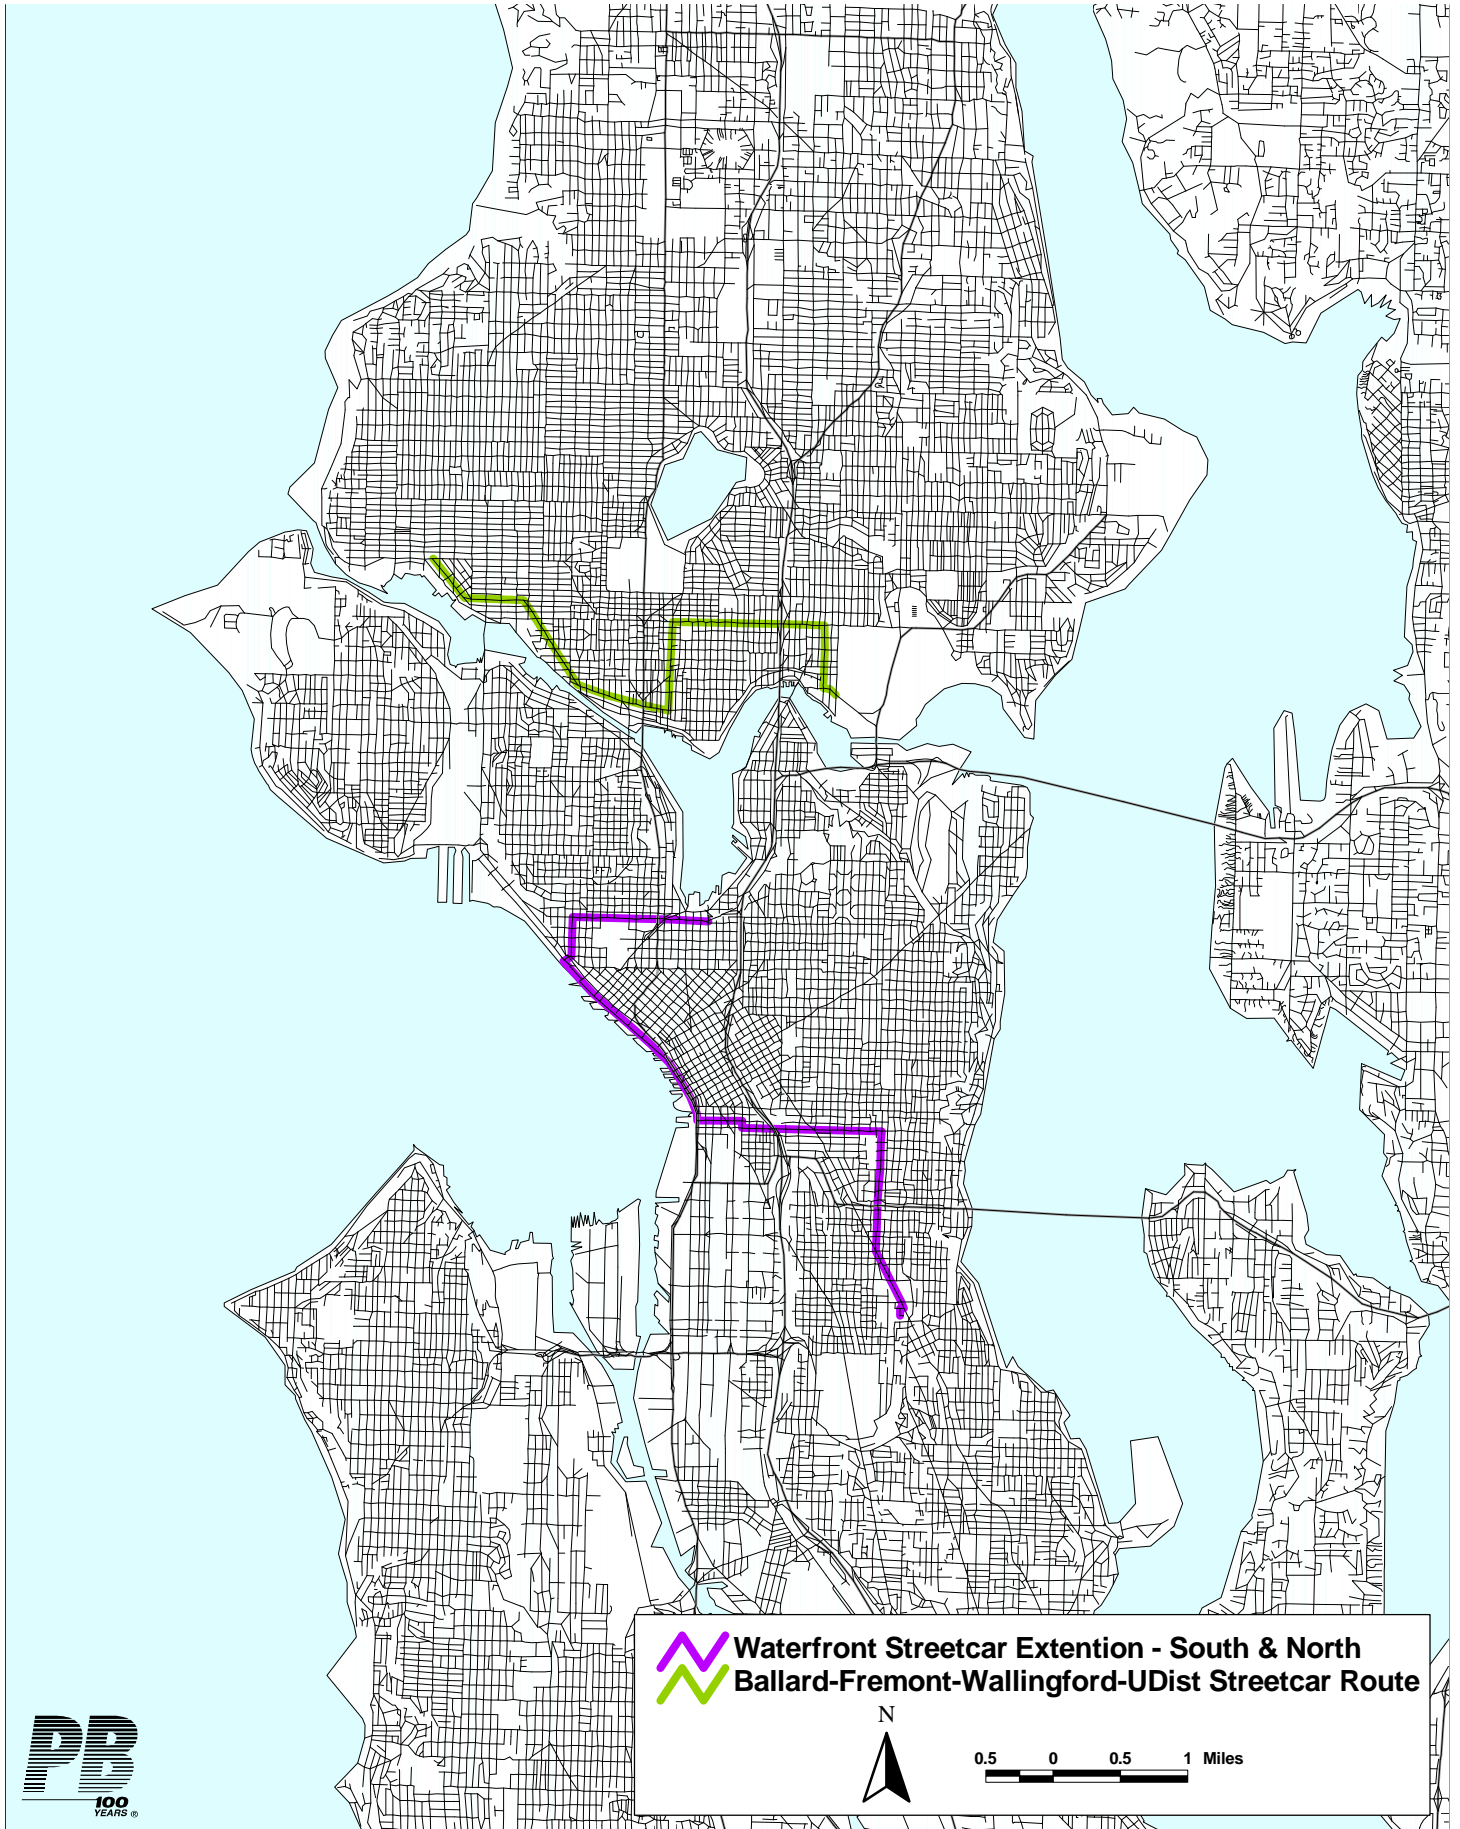 Waterfront Streetcar Extention - South & North
Ballard-Fremont-Wallingford-UDist Streetcar Route
N
0.5 0 0.5 1 Miles
PB
100
YEARS ®